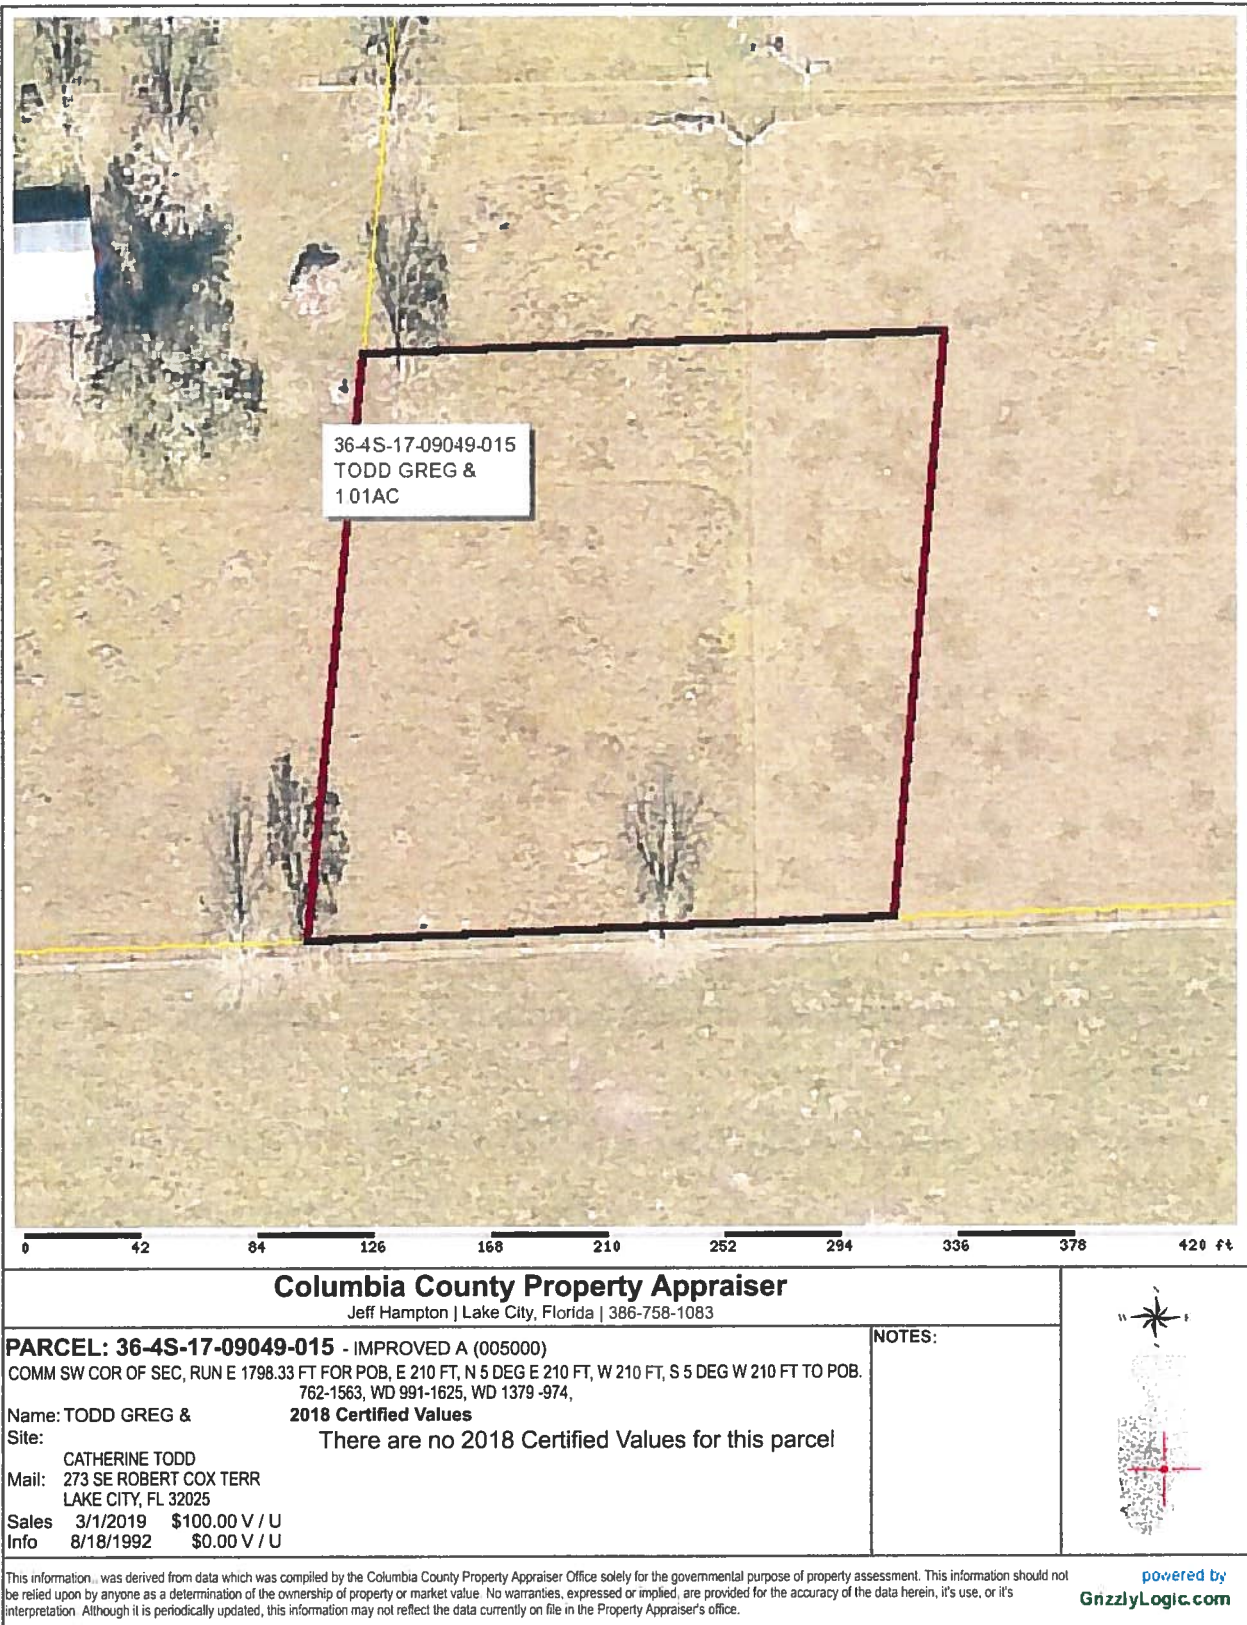 36-4S-17-09049-015
TODD GREG &
1.01AC
0 42 84 126 168 210 252 294 336 378 420 ft
Columbia County Property Appraiser
Jeff Hampton | Lake City, Florida | 386-758-1083
PARCEL: 36-4S-17-09049-015 - IMPROVED A (005000)
COMM SW COR OF SEC, RUN E 1798.33 FT FOR POB, E 210 FT, N 5 DEG E 210 FT, W 210 FT, S 5 DEG W 210 FT TO POB.
762-1563, WD 991-1625, WD 1379 -974,
Name: TODD GREG & 2018 Certified Values
Site: There are no 2018 Certified Values for this parcel
CATHERINE TODD
Mail: 273 SE ROBERT COX TERR
LAKE CITY, FL 32025
Sales 3/1/2019 $100.00 V / U
Info 8/18/1992 $0.00 V / U
NOTES:
W E
This information,, was derived from data which was compiled by the Columbia County Property Appraiser Office solely for the governmental purpose of property assessment. This information should not
be relied upon by anyone as a determination of the ownership of property or market value. No warranties, expressed or implied, are provided for the accuracy of the data herein, it's use, or it's
interpretation. Although it is periodically updated, this information may not reflect the data currently on file in the Property Appraiser's office.
powered by
GrizzlyLogic.com